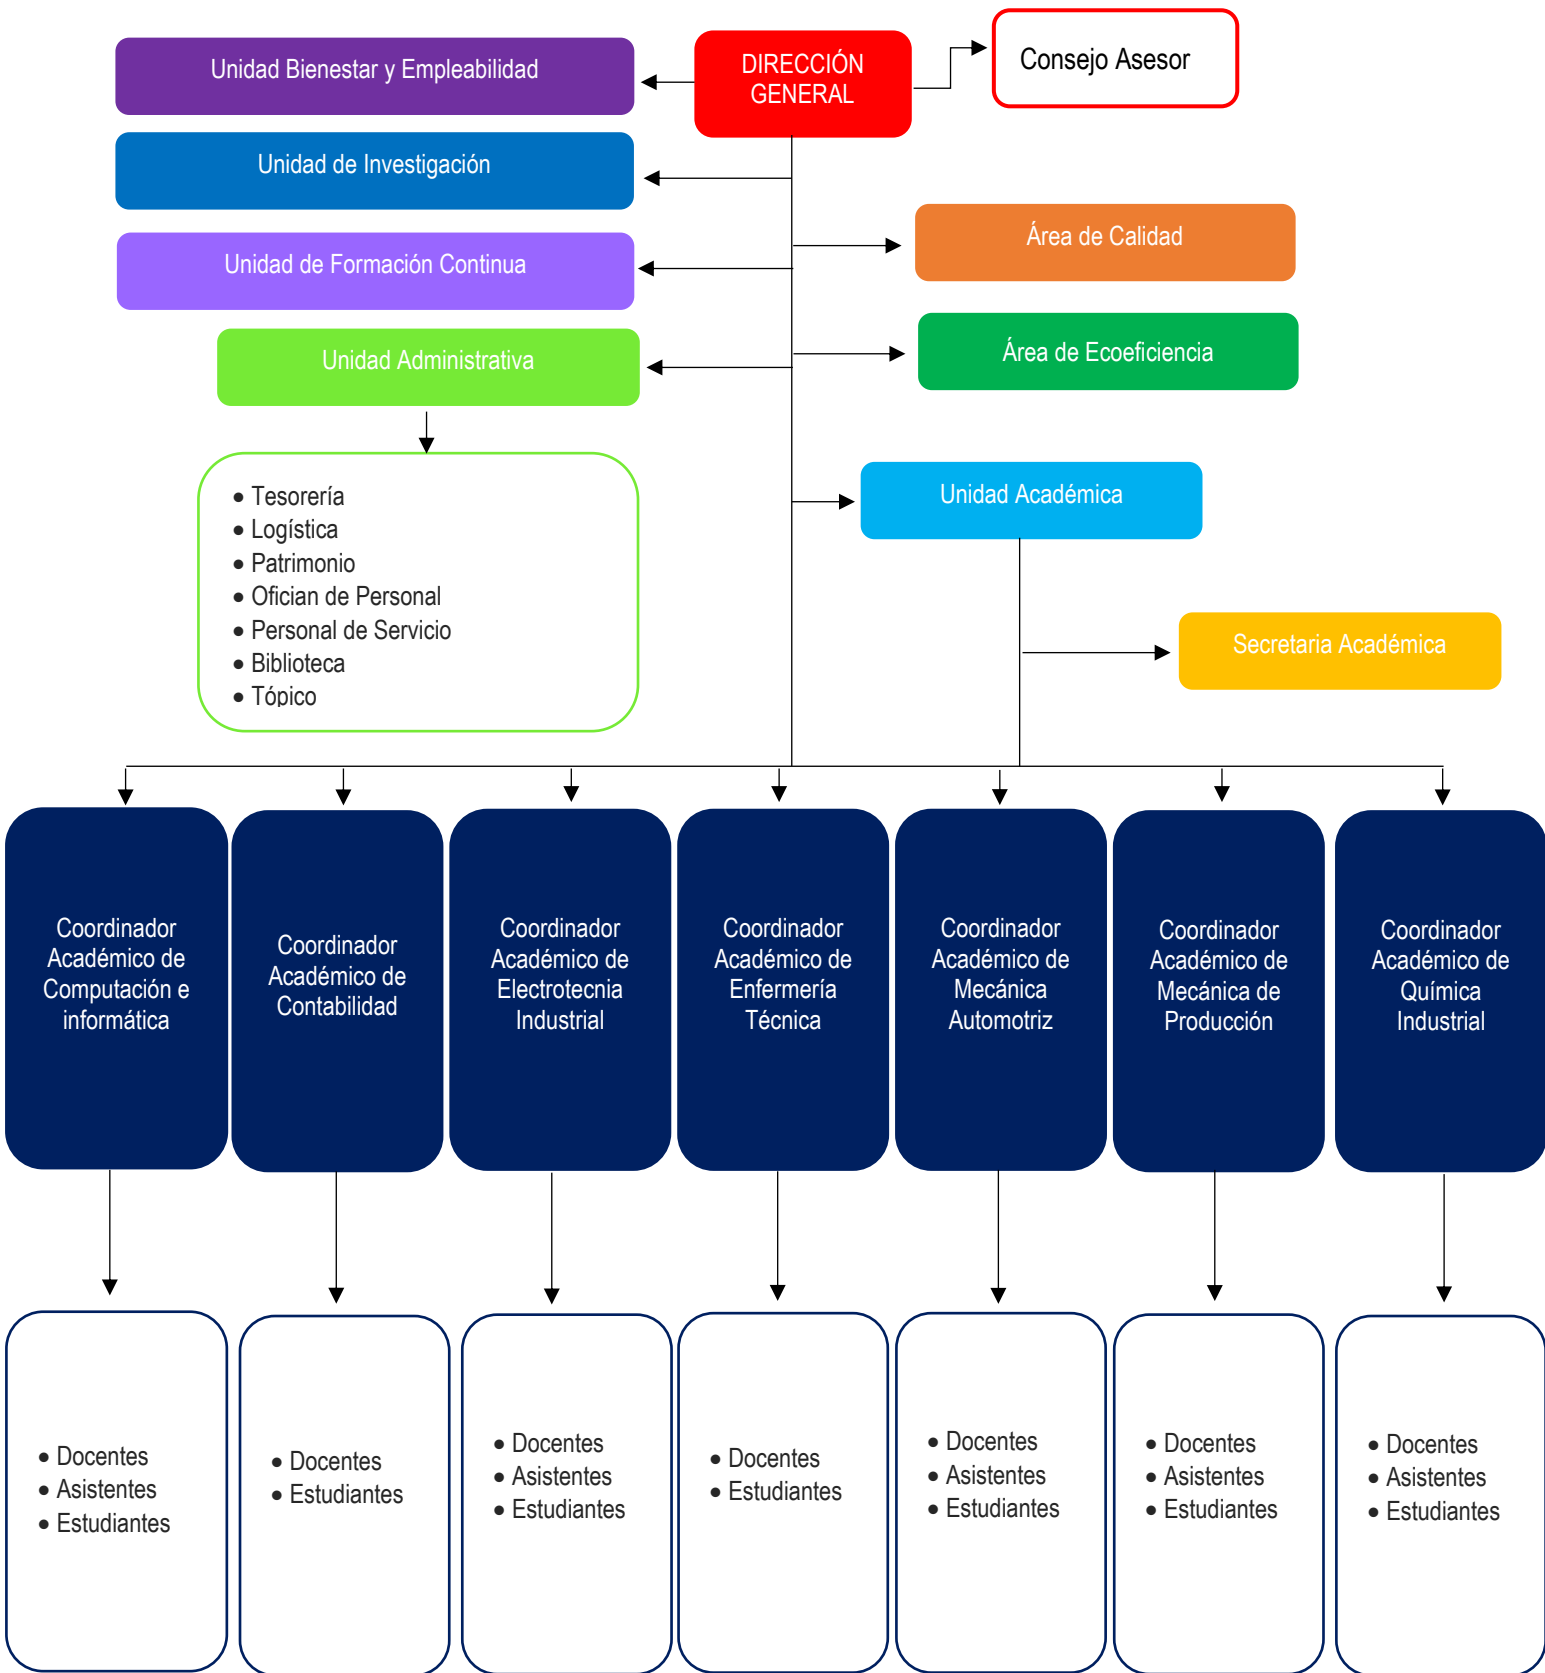 Unidad Bienestar y Empleabilidad
DIRECCIÓN
GENERAL
Consejo Asesor
Unidad de Investigación
Área de Calidad
Unidad de Formación Continua
Área de Ecoeficiencia
Unidad Administrativa
• Tesorería
• Logística
• Patrimonio
• Ofician de Personal
• Personal de Servicio
• Biblioteca
• Tópico
Unidad Académica
Secretaria Académica
Coordinador
Académico de
Computación e
informática
Coordinador
Académico de
Contabilidad
Coordinador
Académico de
Electrotecnia
Industrial
Coordinador
Académico de
Enfermería
Técnica
Coordinador
Académico de
Mecánica
Automotriz
Coordinador
Académico de
Mecánica de
Producción
Coordinador
Académico de
Química
Industrial
• Docentes
• Asistentes
• Estudiantes
• Docentes
• Estudiantes
• Docentes
• Asistentes
• Estudiantes
• Docentes
• Estudiantes
• Docentes
• Asistentes
• Estudiantes
• Docentes
• Asistentes
• Estudiantes
• Docentes
• Asistentes
• Estudiantes